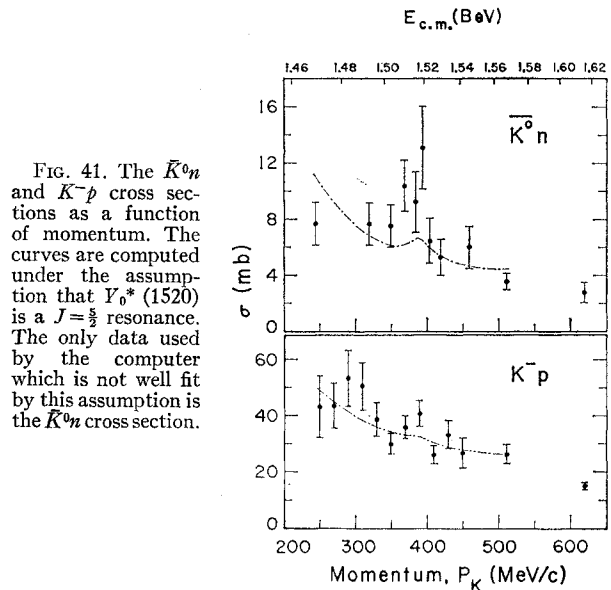 FIG. 41. The K̄⁰n
and K⁻p cross sec-
tions as a function
of momentum. The
curves are computed
under the assump-
tion that Y₀* (1520)
is a J=5/2 resonance.
The only data used
by the computer
which is not well fit
by this assumption is
the K̄⁰n cross section.
E c.m. (BeV)
1.46 1.48 1.50 1.52 1.54 1.56 1.58 1.60 1.62
16
12
8
4
0
K̄⁰n
σ (mb)
60
40
20
0
K⁻p
200 300 400 500 600
Momentum, P_K (MeV/c)